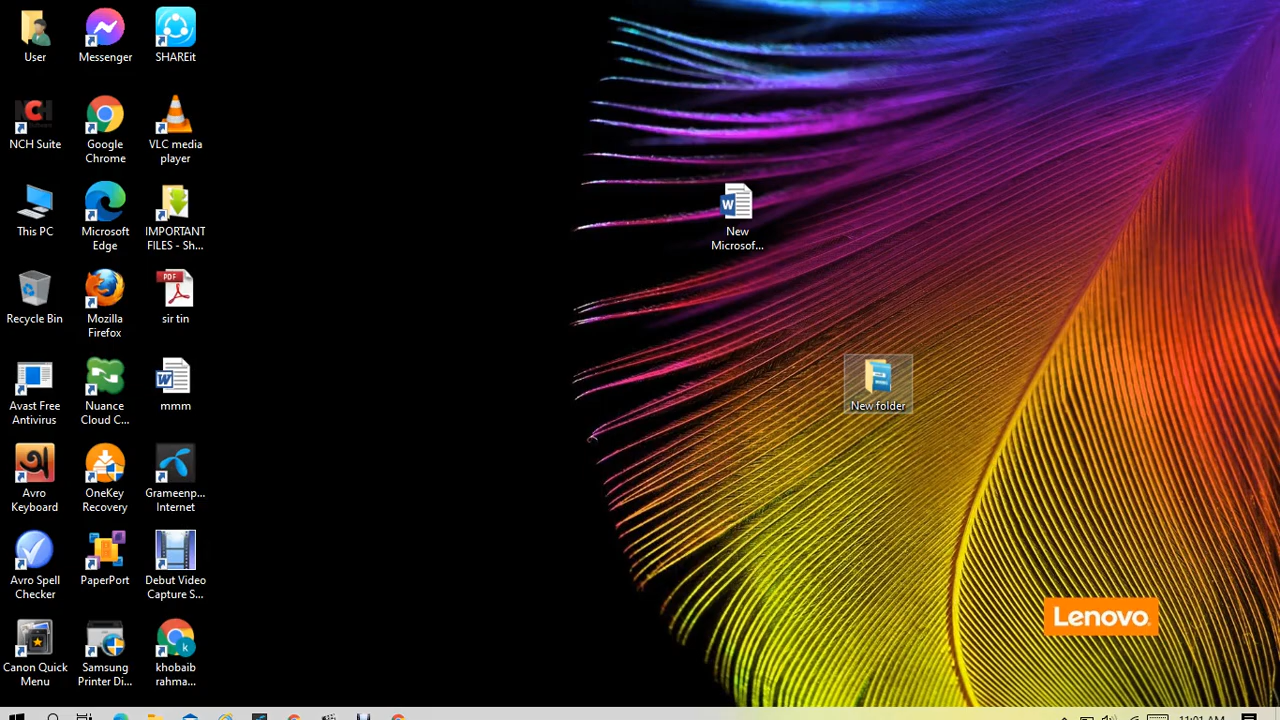 User
Messenger
SHAREit
NCH Suite
Google
Chrome
VLC media
player
This PC
Microsoft
Edge
IMPORTANT
FILES - Sh...
Recycle Bin
Mozilla
Firefox
PDF
sir tin
Avast Free
Antivirus
Nuance
Cloud C...
mmm
Avro
Keyboard
OneKey
Recovery
Grameenp...
Internet
Avro Spell
Checker
PaperPort
Debut Video
Capture S...
Canon Quick
Menu
Samsung
Printer Di...
khobaib
rahma...
New
Microsof...
New folder
Lenovo
11:01 AM